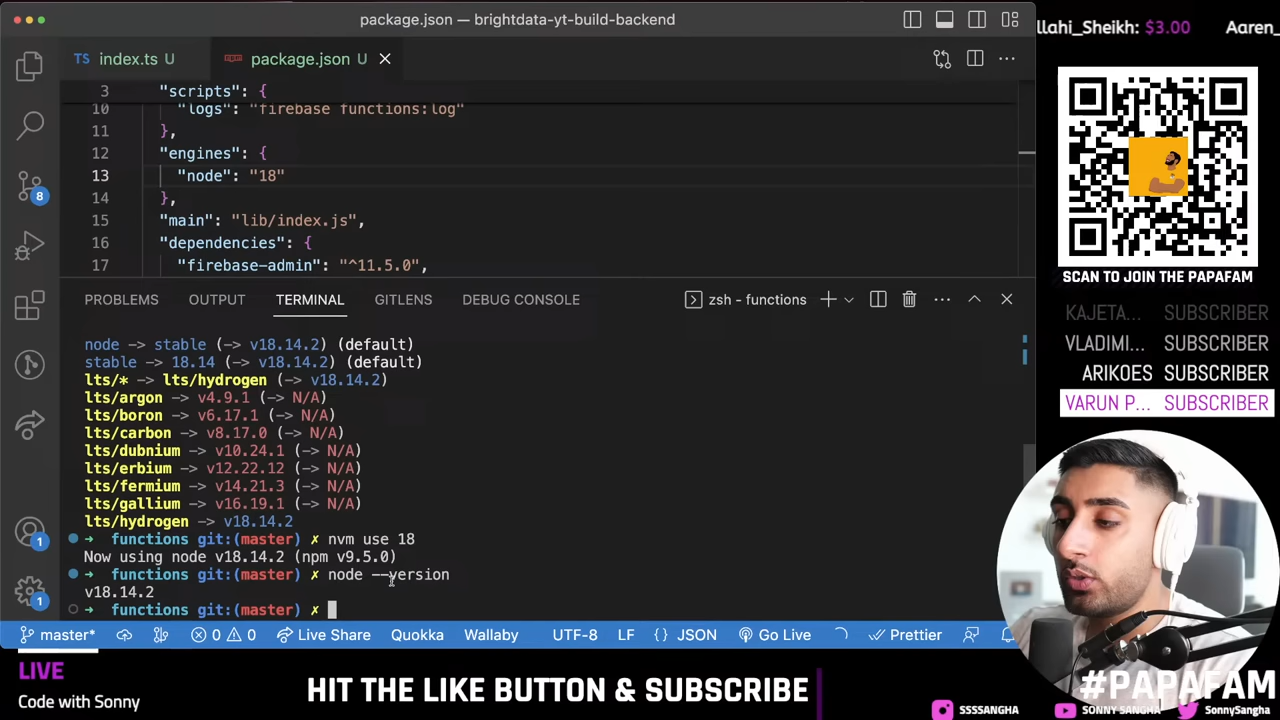 package.json — brightdata-yt-build-backend
TS index.ts U
package.json U
3 "scripts": {
10 "logs": "firebase functions:log"
11 },
12 "engines": {
13 "node": "18"
14 },
15 "main": "lib/index.js",
16 "dependencies": {
17 "firebase-admin": "^11.5.0",
PROBLEMS OUTPUT TERMINAL GITLENS DEBUG CONSOLE
zsh - functions
node -> stable (-> v18.14.2) (default)
stable -> 18.14 (-> v18.14.2) (default)
lts/* -> lts/hydrogen (-> v18.14.2)
lts/argon -> v4.9.1 (-> N/A)
lts/boron -> v6.17.1 (-> N/A)
lts/carbon -> v8.17.0 (-> N/A)
lts/dubnium -> v10.24.1 (-> N/A)
lts/erbium -> v12.22.12 (-> N/A)
lts/fermium -> v14.21.3 (-> N/A)
lts/gallium -> v16.19.1 (-> N/A)
lts/hydrogen -> v18.14.2
➜ functions git:(master) ✗ nvm use 18
Now using node v18.14.2 (npm v9.5.0)
➜ functions git:(master) ✗ node --version
v18.14.2
➜ functions git:(master) ✗
8
1
1
master* 0 0 Live Share Quokka Wallaby UTF-8 LF {} JSON Go Live Prettier
llahi_Sheikh: $3.00 Aaren_
SCAN TO JOIN THE PAPAFAM
KAJETA... SUBSCRIBER
VLADIMI... SUBSCRIBER
ARIKOES SUBSCRIBER
VARUN P... SUBSCRIBER
LIVE
Code with Sonny
HIT THE LIKE BUTTON & SUBSCRIBE
#PAPAFAM
SSSSANGHA SONNY SANGHA SONNYSANGHA